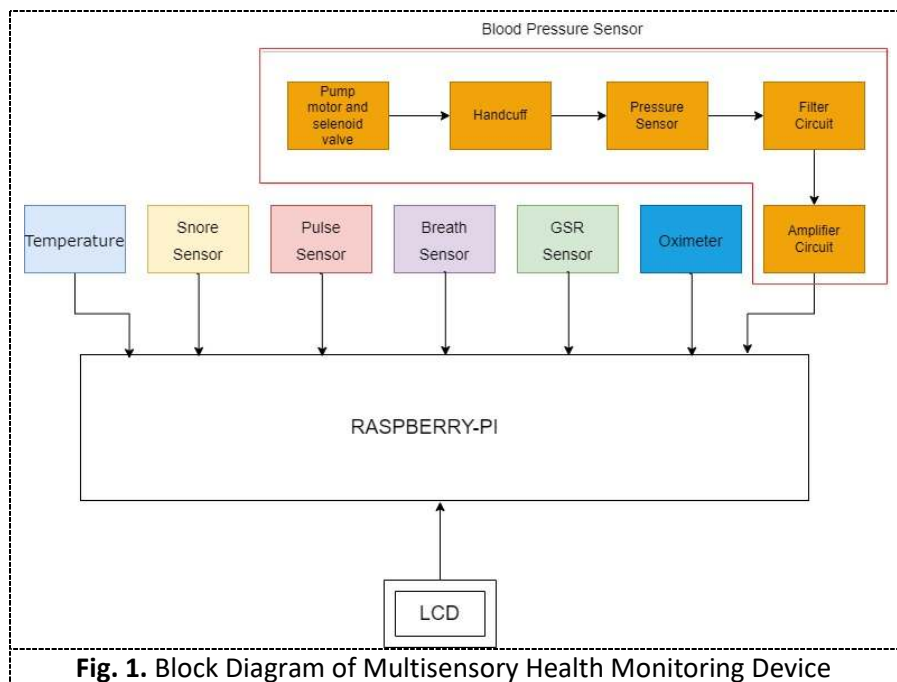 Blood Pressure Sensor
Pump
motor and
selenoid
valve
Handcuff
Pressure
Sensor
Filter
Circuit
Temperature
Snore
Sensor
Pulse
Sensor
Breath
Sensor
GSR
Sensor
Oximeter
Amplifier
Circuit
RASPBERRY-PI
LCD
Fig. 1. Block Diagram of Multisensory Health Monitoring Device